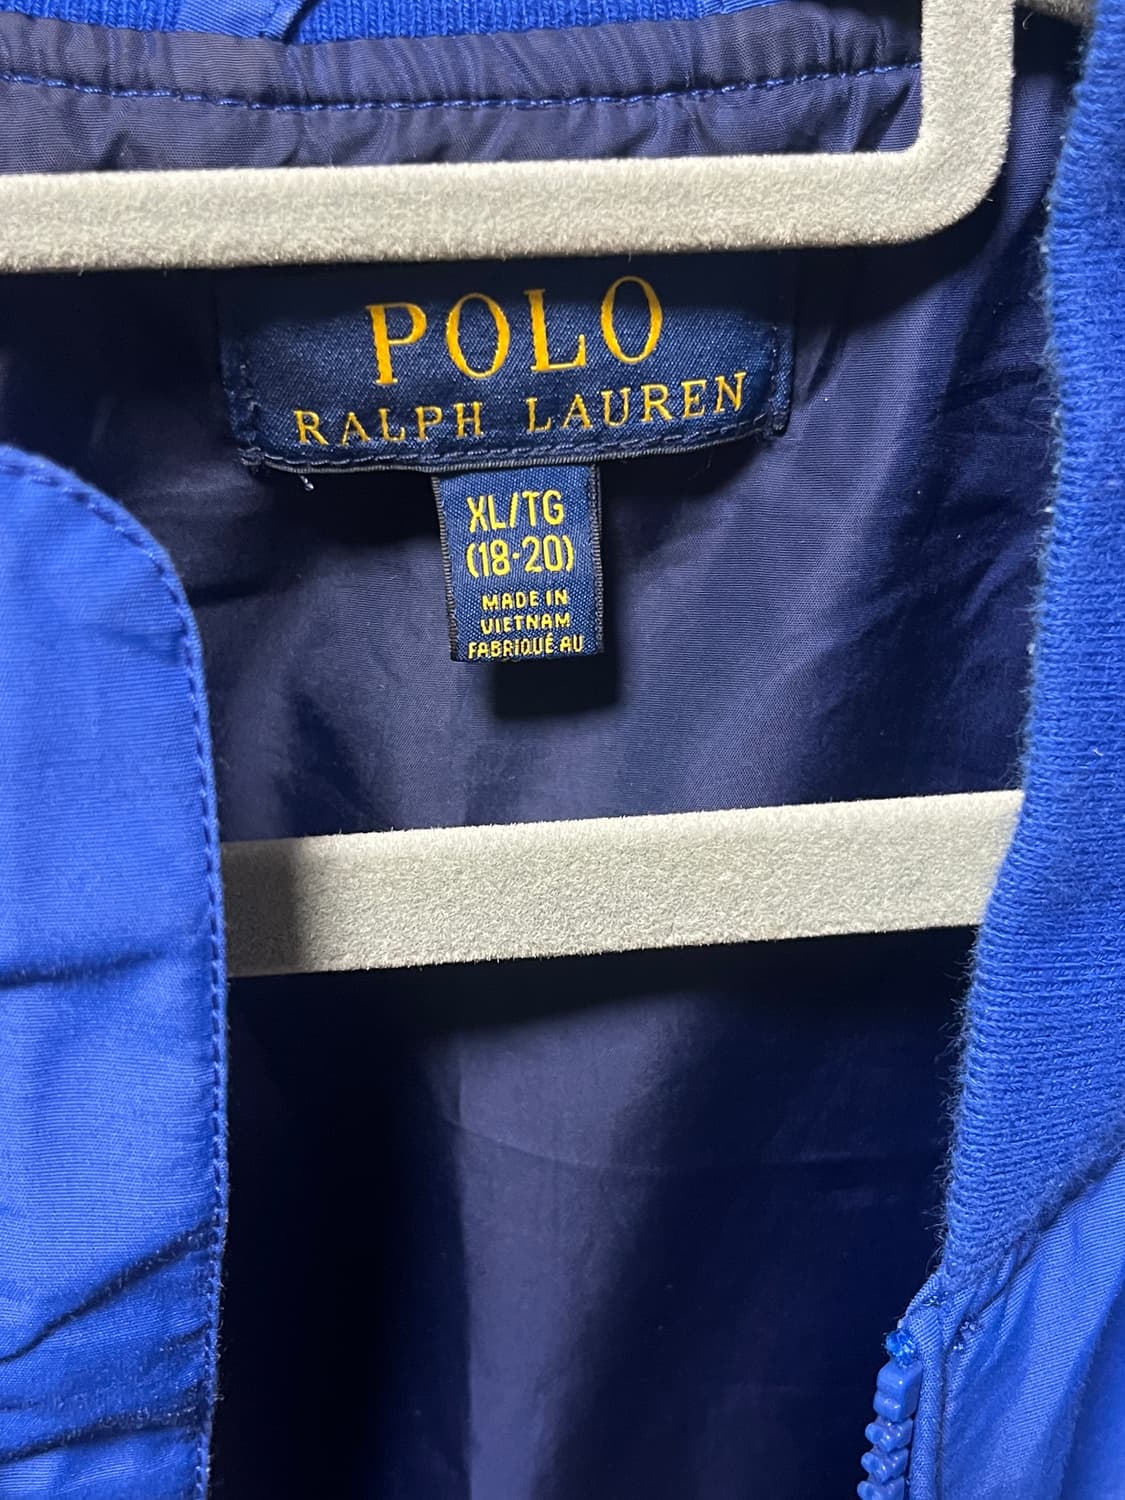 POLO
RALPH LAUREN
XL/TG
(18-20)
MADE IN
VIETNAM
FABRIQUÉ AU